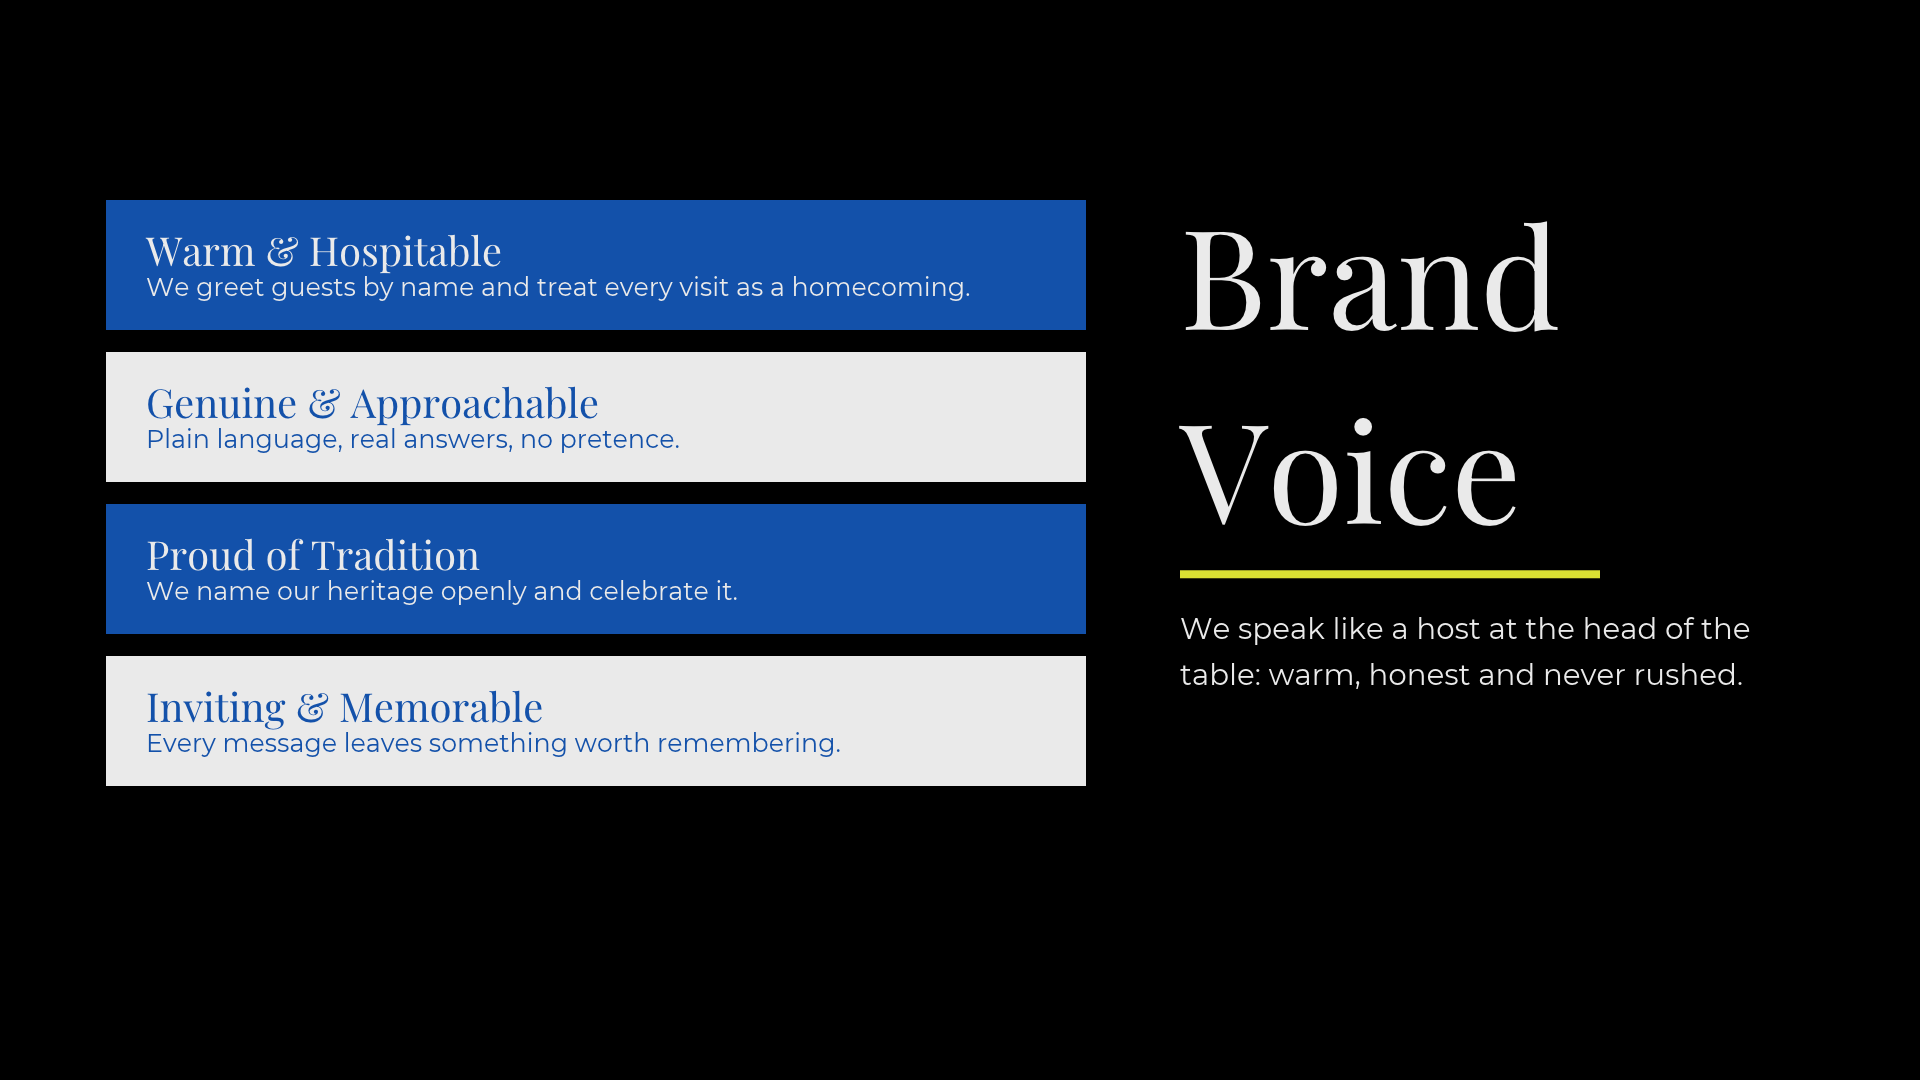 Warm & Hospitable
We greet guests by name and treat every visit as a homecoming.
Genuine & Approachable
Plain language, real answers, no pretence.
Proud of Tradition
We name our heritage openly and celebrate it.
Inviting & Memorable
Every message leaves something worth remembering.
Brand
Voice
We speak like a host at the head of the
table: warm, honest and never rushed.